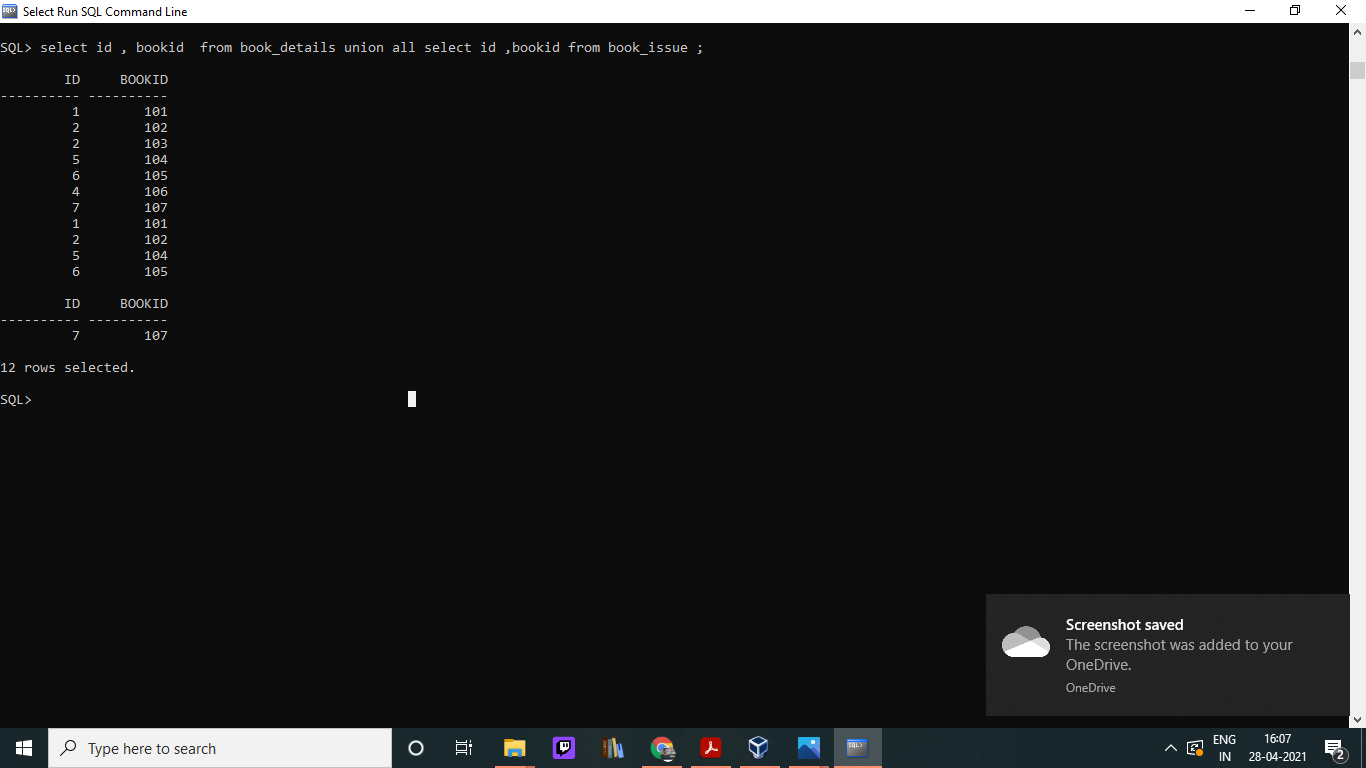 Select Run SQL Command Line
SQL> select id , bookid  from book_details union all select id ,bookid from book_issue ;
        ID     BOOKID
---------- ----------
         1        101
         2        102
         2        103
         5        104
         6        105
         4        106
         7        107
         1        101
         2        102
         5        104
         6        105
        ID     BOOKID
---------- ----------
         7        107
12 rows selected.
SQL>
Screenshot saved
The screenshot was added to your
OneDrive.
OneDrive
Type here to search
ENG
IN
16:07
28-04-2021
2